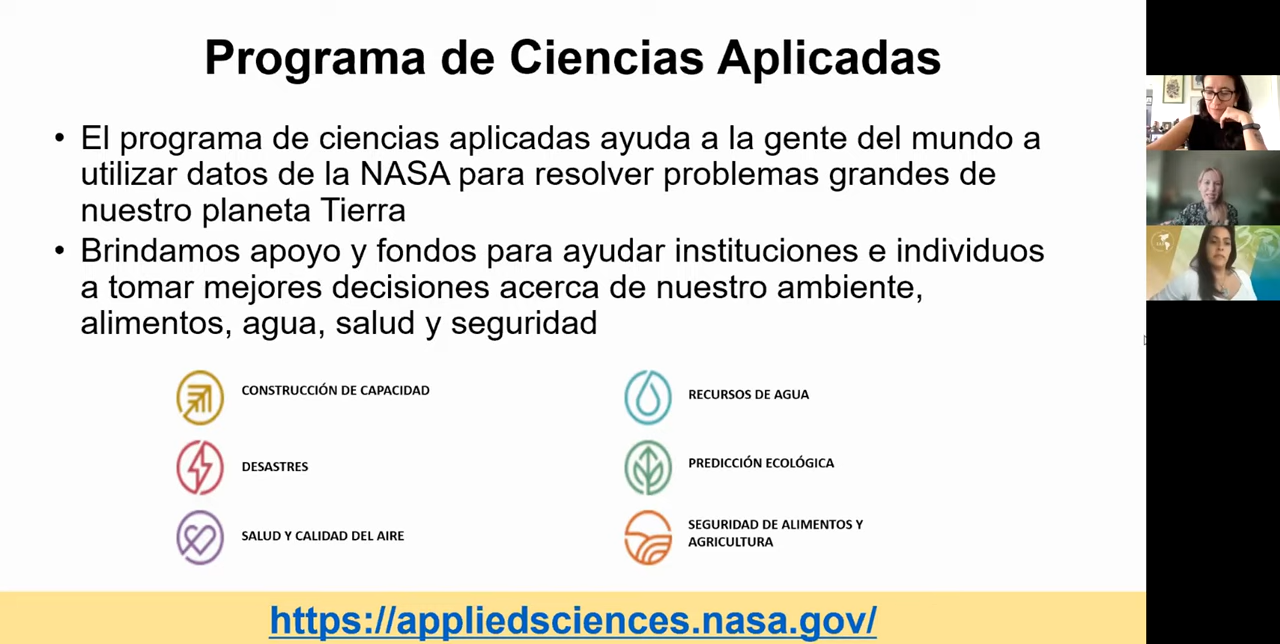 Programa de Ciencias Aplicadas
• El programa de ciencias aplicadas ayuda a la gente del mundo a
utilizar datos de la NASA para resolver problemas grandes de
nuestro planeta Tierra
• Brindamos apoyo y fondos para ayudar instituciones e individuos
a tomar mejores decisiones acerca de nuestro ambiente,
alimentos, agua, salud y seguridad
CONSTRUCCIÓN DE CAPACIDAD
DESASTRES
SALUD Y CALIDAD DEL AIRE
RECURSOS DE AGUA
PREDICCIÓN ECOLÓGICA
SEGURIDAD DE ALIMENTOS Y
AGRICULTURA
https://appliedsciences.nasa.gov/